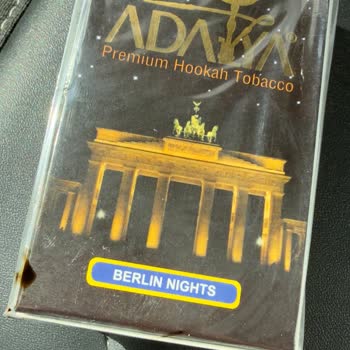 ADALYA®
Premium Hookah Tobacco
BERLIN NIGHTS